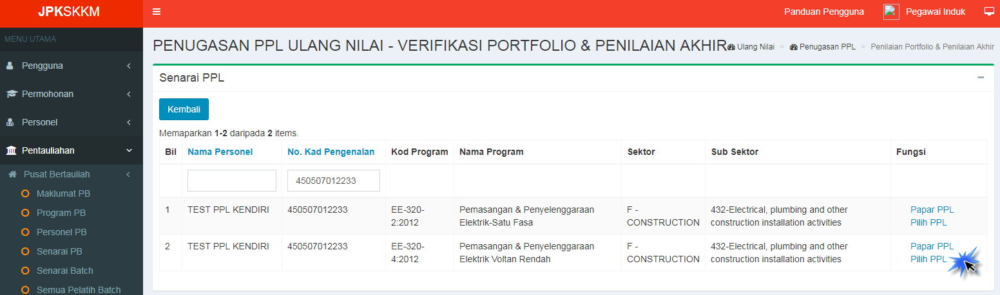 JPKSKKM
Panduan Pengguna
Pegawai Induk
MENU UTAMA
Pengguna
Permohonan
Personel
Pentauliahan
Pusat Bertauliah
Maklumat PB
Program PB
Personel PB
Senarai PB
Senarai Batch
Semua Pelatih Batch
PENUGASAN PPL ULANG NILAI - VERIFIKASI PORTFOLIO & PENILAIAN AKHIR
Ulang Nilai > Penugasan PPL > Penilaian Portfolio & Penilaian Akhir
Senarai PPL
Kembali
Memaparkan 1-2 daripada 2 items.
Bil Nama Personel No. Kad Pengenalan Kod Program Nama Program Sektor Sub Sektor Fungsi
450507012233
1 TEST PPL KENDIRI 450507012233 EE-320- Pemasangan & Penyelenggaraan F - 432-Electrical, plumbing and other Papar PPL
2:2012 Elektrik-Satu Fasa CONSTRUCTION construction installation activities Pilih PPL
2 TEST PPL KENDIRI 450507012233 EE-320- Pemasangan & Penyelenggaraan F - 432-Electrical, plumbing and other Papar PPL
4:2012 Elektrik Voltan Rendah CONSTRUCTION construction installation activities Pilih PPL